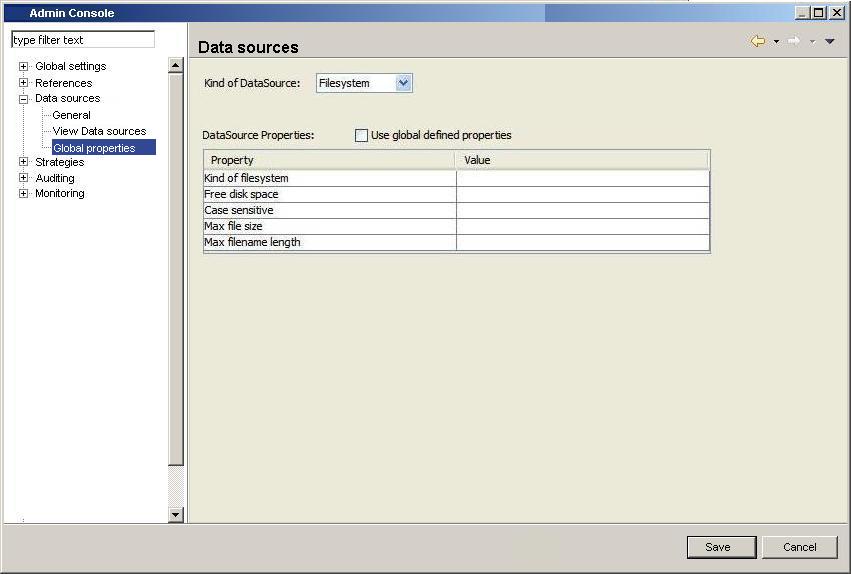 Admin Console
type filter text
Global settings
References
Data sources
General
View Data sources
Global properties
Strategies
Auditing
Monitoring
Data sources
Kind of DataSource: Filesystem
DataSource Properties: Use global defined properties
Property Value
Kind of filesystem
Free disk space
Case sensitive
Max file size
Max filename length
Save Cancel